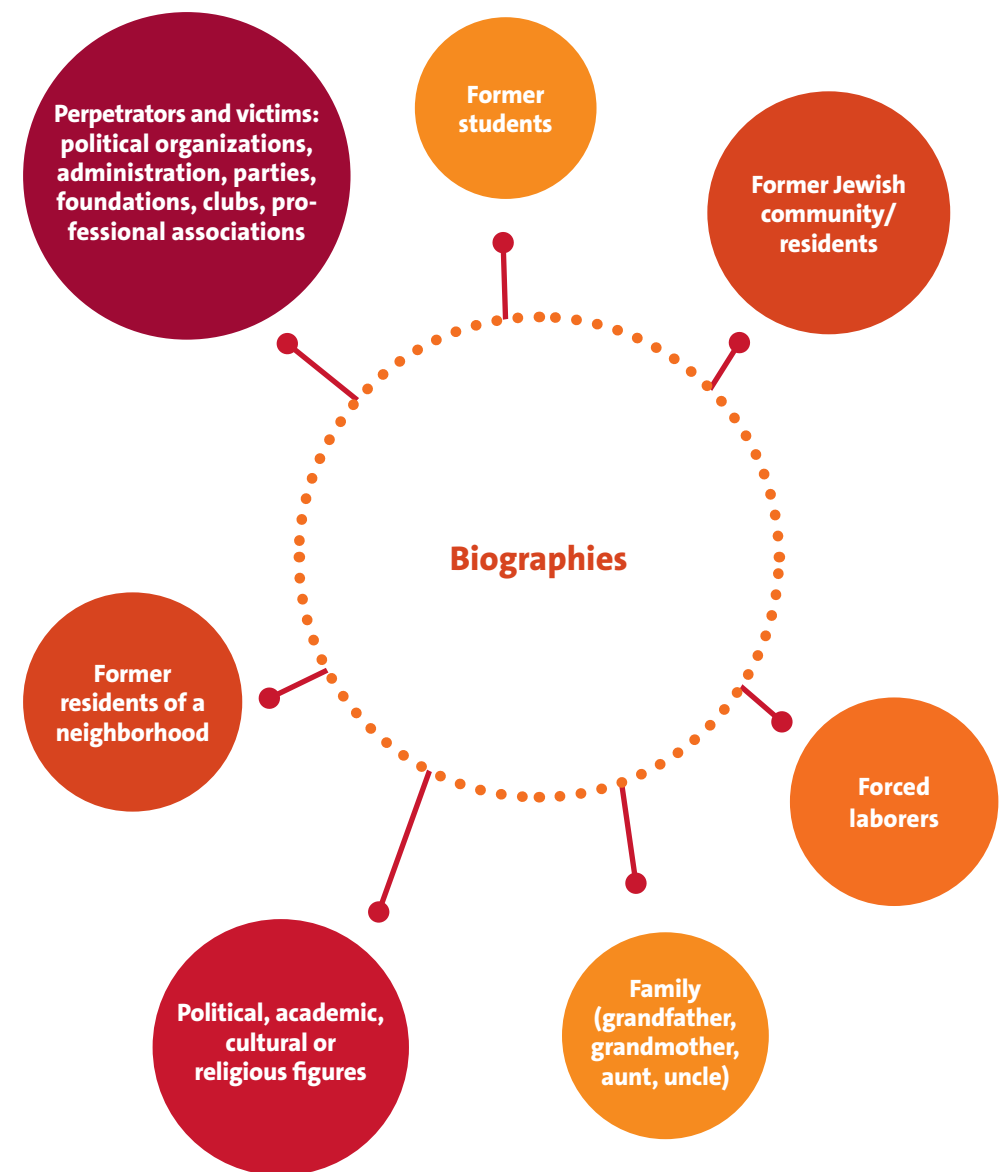 Perpetrators and victims:
political organizations,
administration, parties,
foundations, clubs, pro-
fessional associations
Former
students
Former Jewish
community/
residents
Biographies
Former
residents of a
neighborhood
Forced
laborers
Political, academic,
cultural or
religious figures
Family
(grandfather,
grandmother,
aunt, uncle)